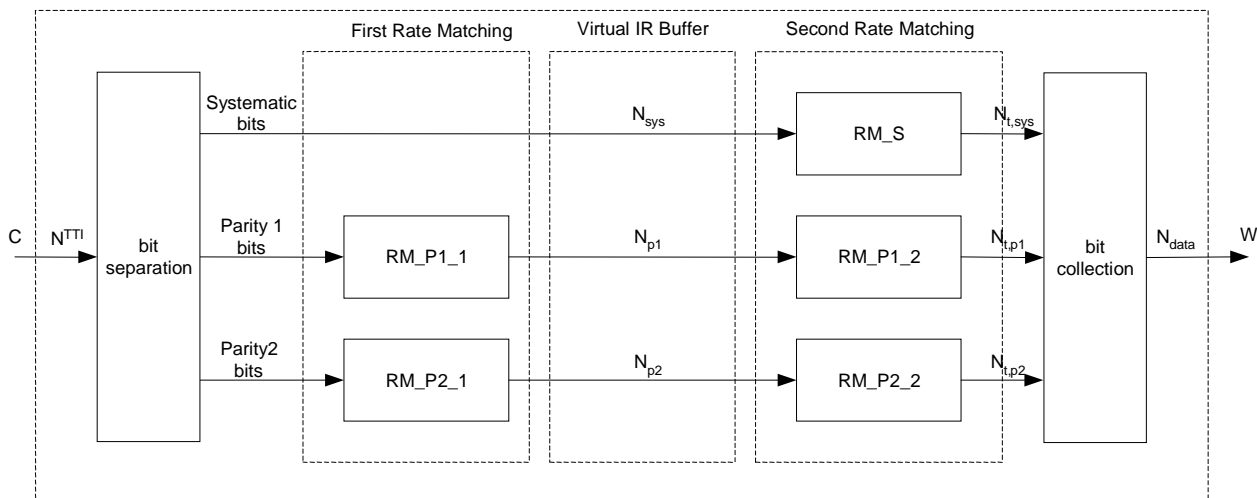 First Rate Matching
Virtual IR Buffer
Second Rate Matching
Systematic
bits
N_sys
RM_S
N_t,sys
C
N^TTI
bit
separation
Parity 1
bits
RM_P1_1
N_p1
RM_P1_2
N_t,p1
bit
collection
N_data
W
Parity2
bits
RM_P2_1
N_p2
RM_P2_2
N_t,p2